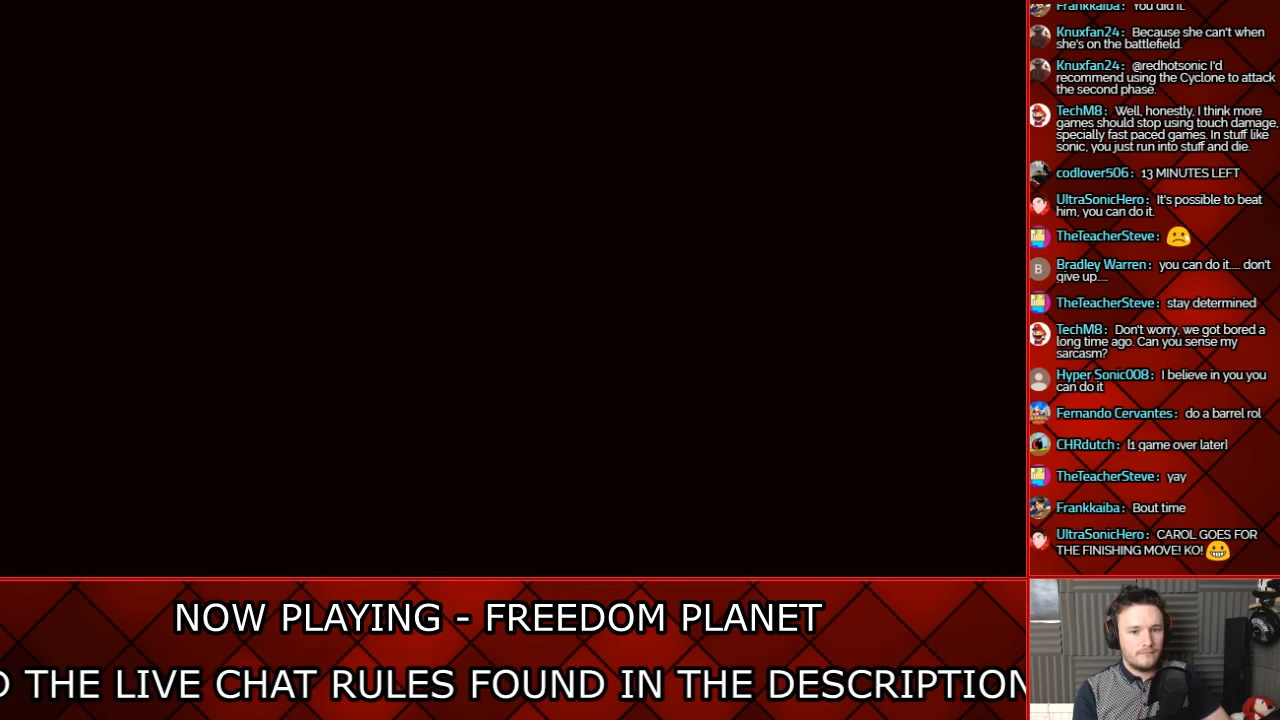 Frankkaiba: You did it.
Knuxfan24: Because she can't when
she's on the battlefield.
Knuxfan24: @redhotsonic I'd
recommend using the Cyclone to attack
the second phase.
TechM8: Well, honestly, I think more
games should stop using touch damage,
specially fast paced games. In stuff like
sonic, you just run into stuff and die.
codlover506: 13 MINUTES LEFT
UltraSonicHero: It's possible to beat
him, you can do it.
TheTeacherSteve:
B
Bradley Warren: you can do it.... don't
give up....
TheTeacherSteve: stay determined
TechM8: Don't worry, we got bored a
long time ago. Can you sense my
sarcasm?
Hyper Sonic008: I believe in you you
can do it
Fernando Cervantes: do a barrel rol
CHRdutch: [1 game over later]
TheTeacherSteve: yay
Frankkaiba: Bout time
UltraSonicHero: CAROL GOES FOR
THE FINISHING MOVE! KO!
NOW PLAYING - FREEDOM PLANET
D THE LIVE CHAT RULES FOUND IN THE DESCRIPTION